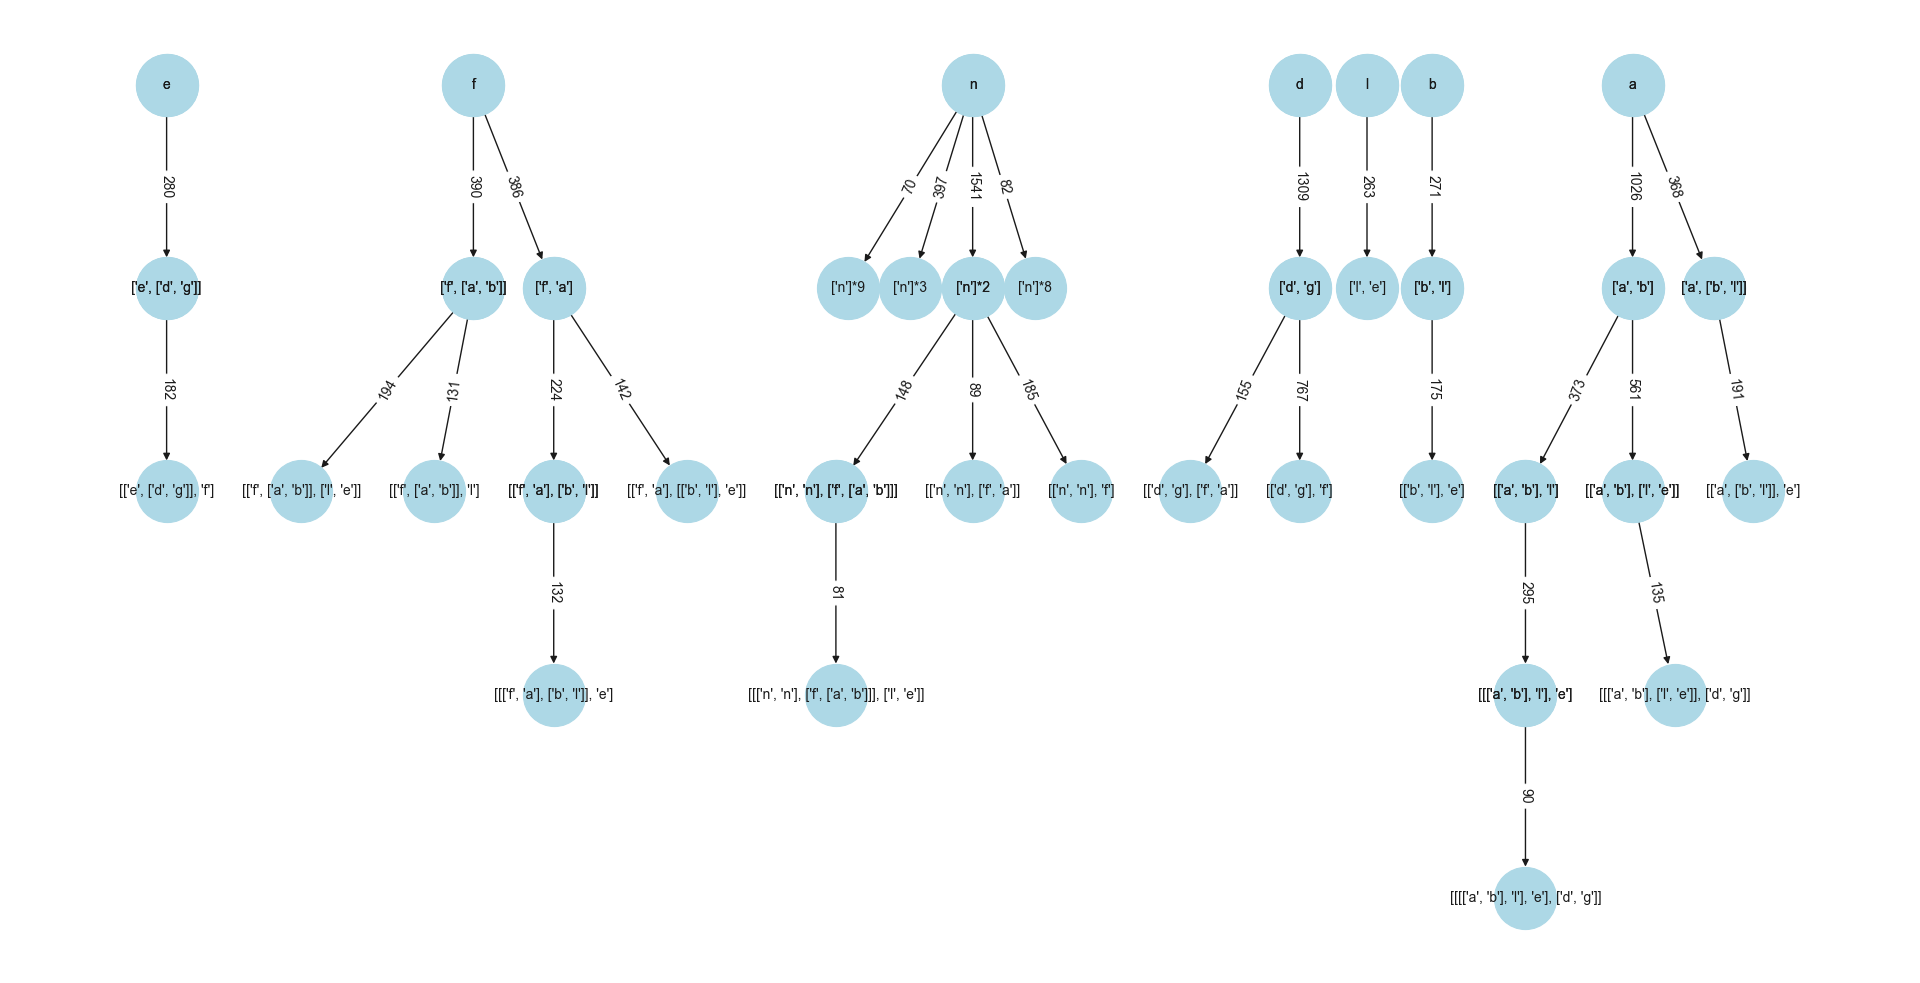 e
f
n
d
l
b
a
280
390
386
70
397
1541
82
1309
263
271
1026
368
['e', ['d', 'g']]
['f', ['a', 'b']]
['f', 'a']
['n']*9
['n']*3
['n']*2
['n']*8
['d', 'g']
['l', 'e']
['b', 'l']
['a', 'b']
['a', ['b', 'l']]
182
194
131
224
142
148
89
185
155
767
175
373
561
191
[['e', ['d', 'g']], 'f']
[['f', ['a', 'b']], ['l', 'e']]
[['f', ['a', 'b']], 'l']
[['f', 'a'], ['b', 'l']]
[['f', 'a'], [['b', 'l'], 'e']]
[['n', 'n'], ['f', ['a', 'b']]]
[['n', 'n'], ['f', 'a']]
[['n', 'n'], 'f']
[['d', 'g'], ['f', 'a']]
[['d', 'g'], 'f']
[['b', 'l'], 'e']
[['a', 'b'], 'l']
[['a', 'b'], ['l', 'e']]
[['a', ['b', 'l']], 'e']
132
81
295
135
[[['f', 'a'], ['b', 'l']], 'e']
[[['n', 'n'], ['f', ['a', 'b']]], ['l', 'e']]
[[['a', 'b'], 'l'], 'e']
[[['a', 'b'], ['l', 'e']], ['d', 'g']]
90
[[[['a', 'b'], 'l'], 'e'], ['d', 'g']]